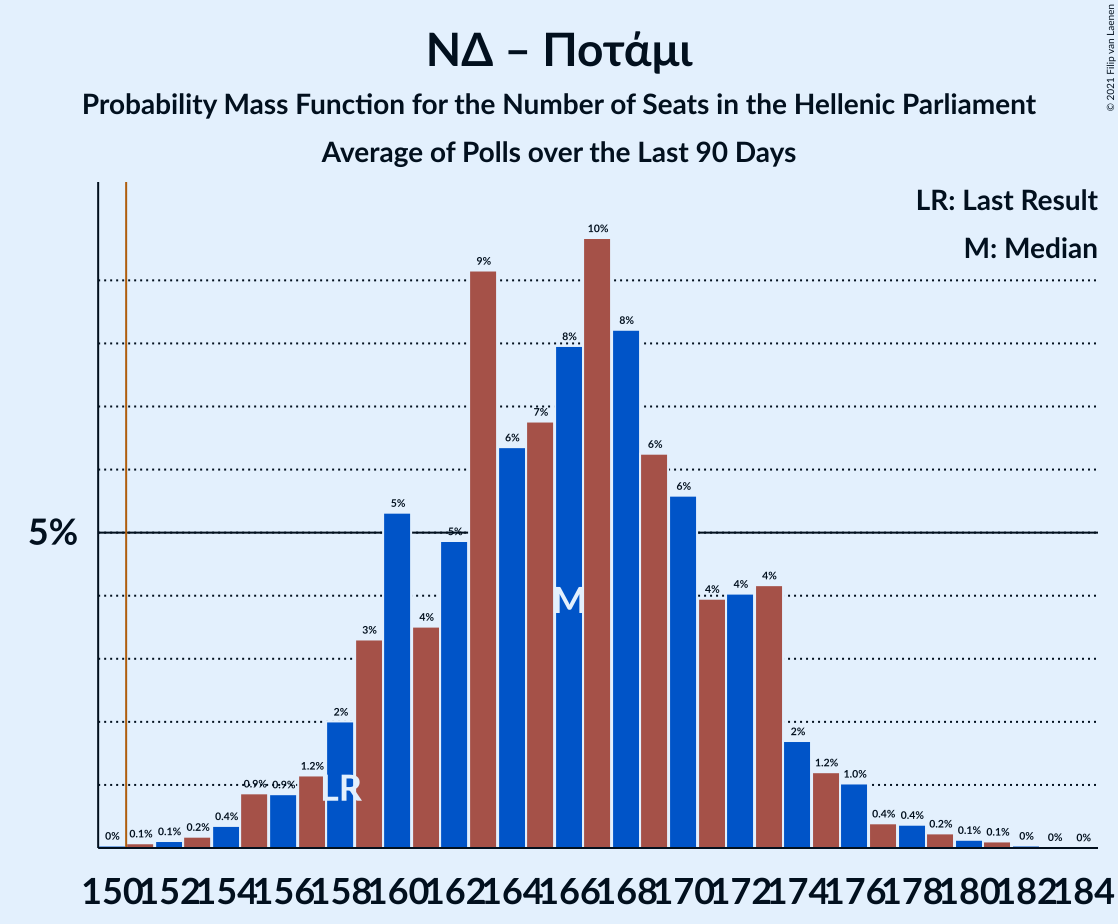 ΝΔ – Ποτάμι
Probability Mass Function for the Number of Seats in the Hellenic Parliament
Average of Polls over the Last 90 Days
© 2021 Filip van Laenen
LR: Last Result
M: Median
5%
0% 0.1% 0.1% 0.2% 0.4% 0.9% 0.9% 1.2% 2% 3% 5% 4% 5% 9% 6% 7% 8% 10% 8% 6% 6% 4% 4% 4% 2% 1.2% 1.0% 0.4% 0.4% 0.2% 0.1% 0.1% 0% 0% 0%
M
LR
150 152 154 156 158 160 162 164 166 168 170 172 174 176 178 180 182 184